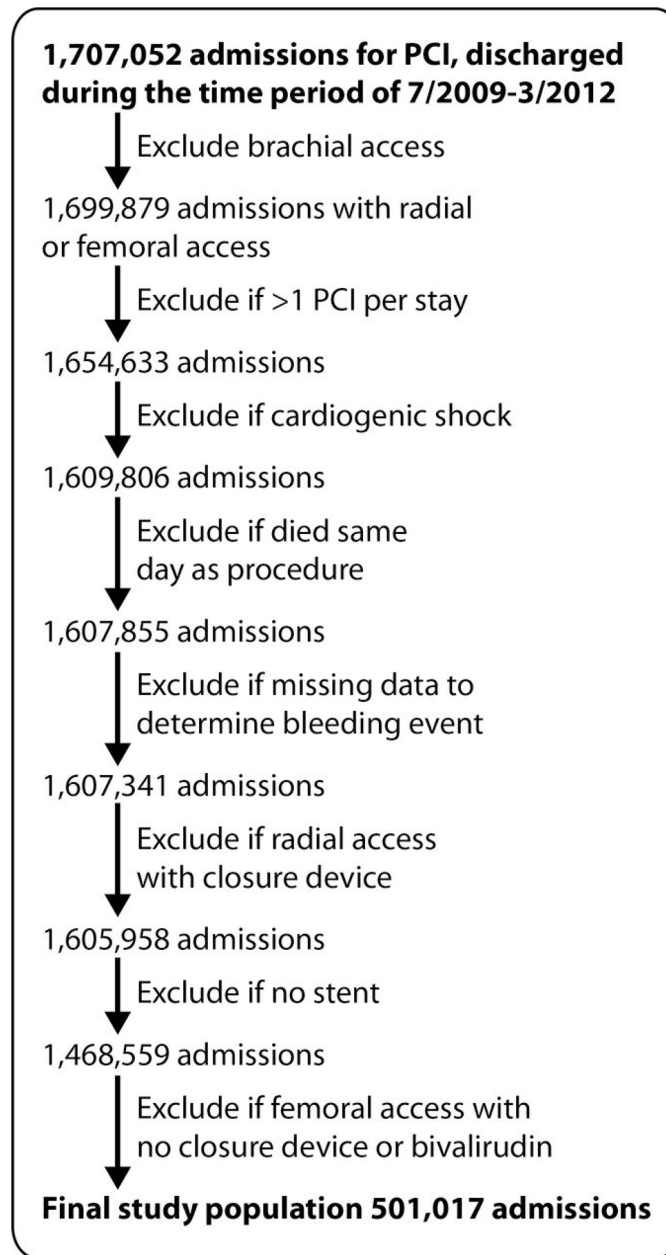 1,707,052 admissions for PCI, discharged
during the time period of 7/2009-3/2012
Exclude brachial access
1,699,879 admissions with radial
or femoral access
Exclude if >1 PCI per stay
1,654,633 admissions
Exclude if cardiogenic shock
1,609,806 admissions
Exclude if died same
day as procedure
1,607,855 admissions
Exclude if missing data to
determine bleeding event
1,607,341 admissions
Exclude if radial access
with closure device
1,605,958 admissions
Exclude if no stent
1,468,559 admissions
Exclude if femoral access with
no closure device or bivalirudin
Final study population 501,017 admissions